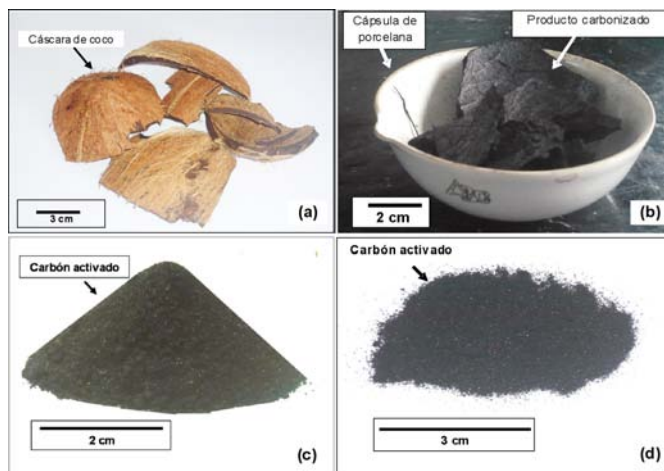 Cáscara de coco
3 cm
(a)
Cápsula de
porcelana
Producto carbonizado
2 cm
(b)
Carbón activado
2 cm
(c)
Carbón activado
3 cm
(d)